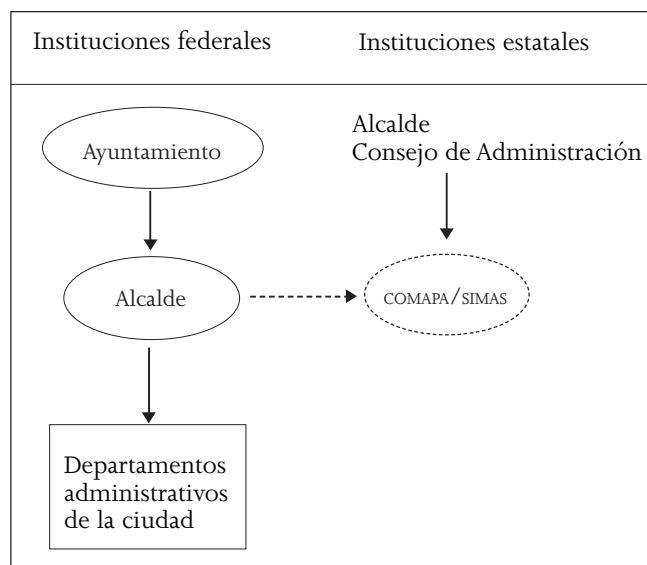 Instituciones federales
Instituciones estatales
Ayuntamiento
Alcalde
Consejo de Administración
Alcalde
COMAPA/SIMAS
Departamentos
administrativos
de la ciudad